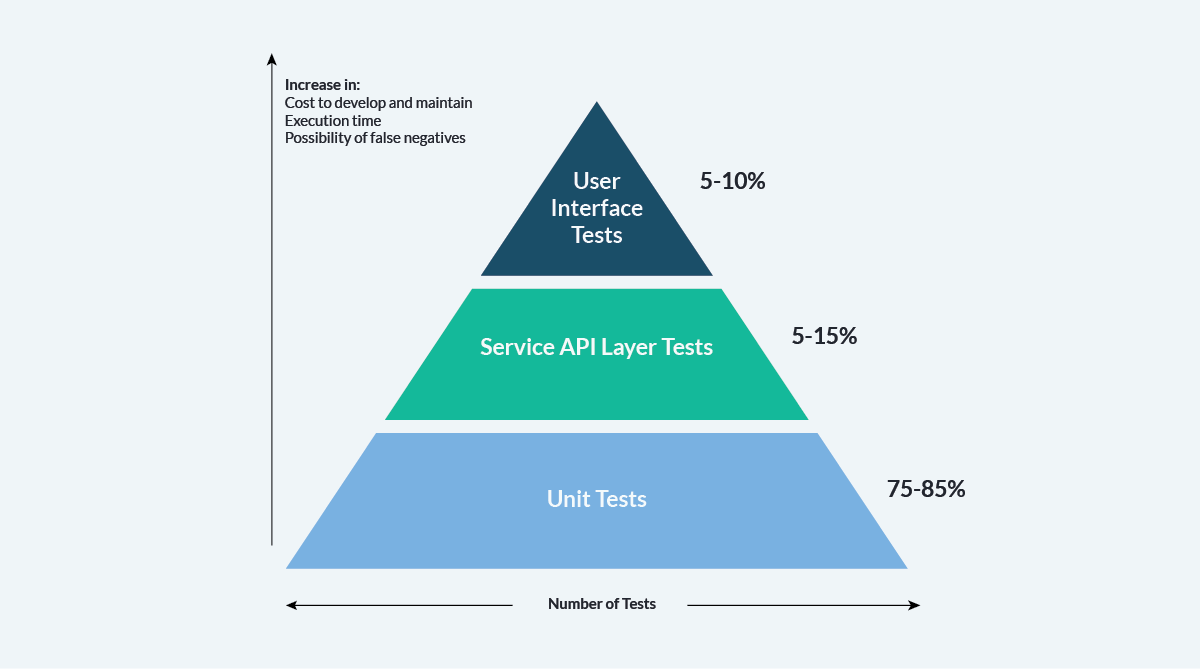 Increase in:
Cost to develop and maintain
Execution time
Possibility of false negatives
User
Interface
Tests
5-10%
Service API Layer Tests
5-15%
Unit Tests
75-85%
Number of Tests